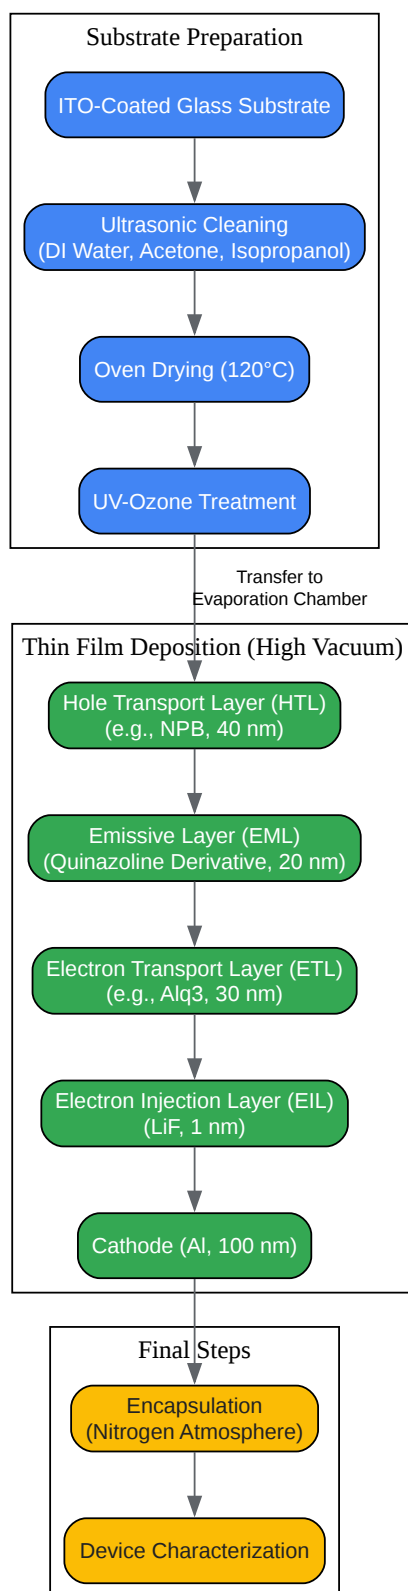 Substrate Preparation
ITO-Coated Glass Substrate
Ultrasonic Cleaning
(DI Water, Acetone, Isopropanol)
Oven Drying (120°C)
UV-Ozone Treatment
Transfer to
Evaporation Chamber
Thin Film Deposition (High Vacuum)
Hole Transport Layer (HTL)
(e.g., NPB, 40 nm)
Emissive Layer (EML)
(Quinazoline Derivative, 20 nm)
Electron Transport Layer (ETL)
(e.g., Alq3, 30 nm)
Electron Injection Layer (EIL)
(LiF, 1 nm)
Cathode (Al, 100 nm)
Final Steps
Encapsulation
(Nitrogen Atmosphere)
Device Characterization